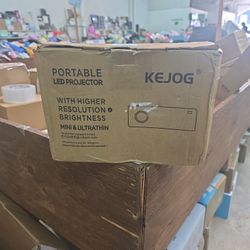 PORTABLE
LED PROJECTOR
KEJOG
WITH HIGHER
RESOLUTION
BRIGHTNESS
MINI & ULTRATHIN